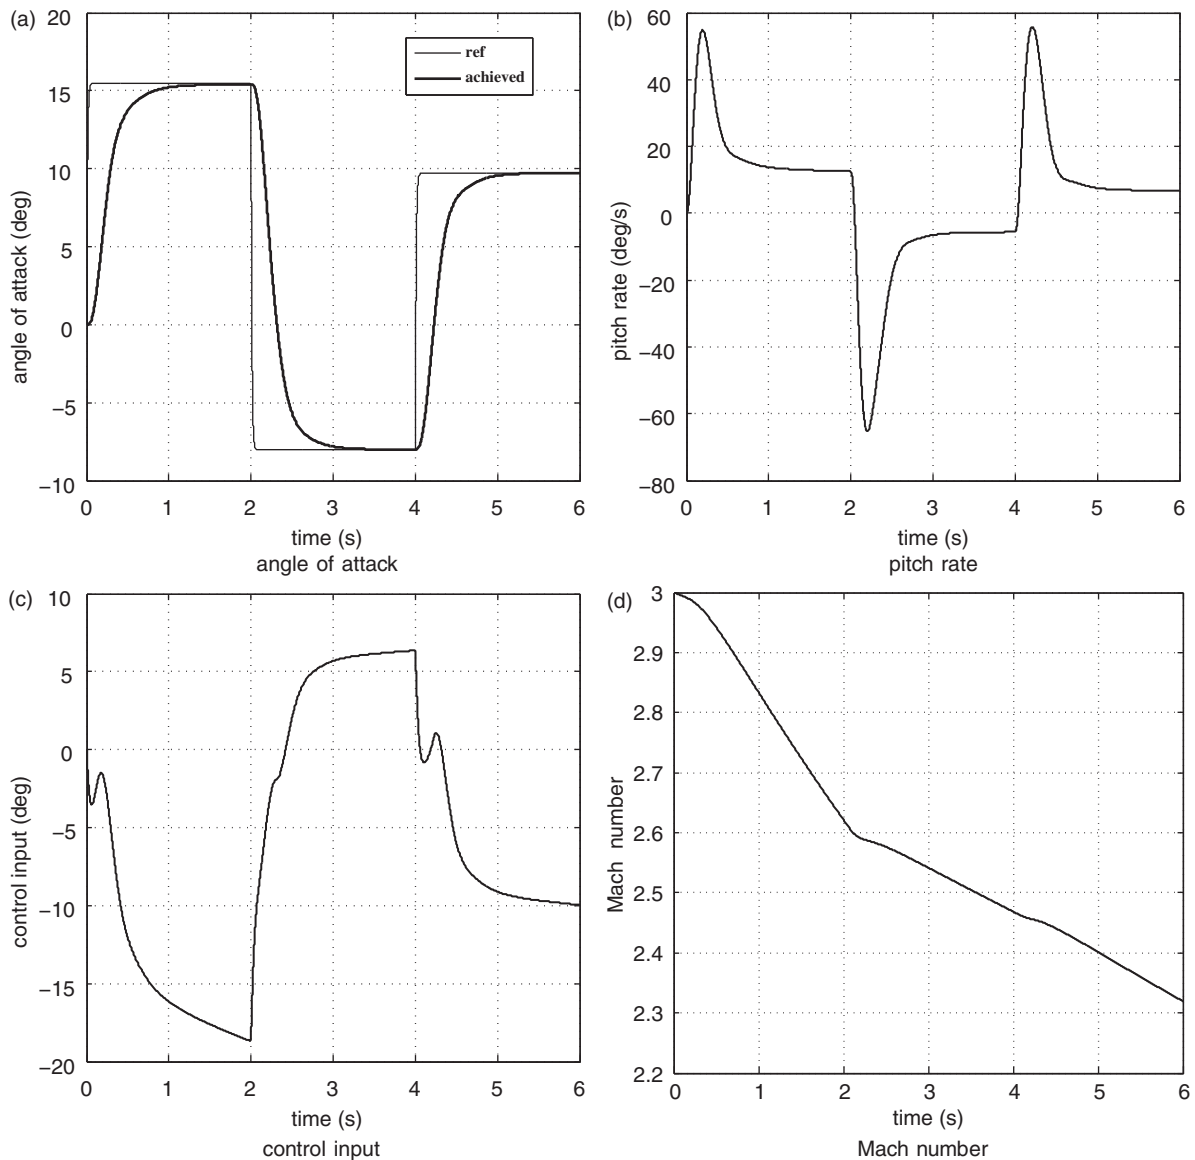 (a)
20
15
10
5
0
−5
−10
angle of attack (deg)
ref
achieved
0 1 2 3 4 5 6
time (s)
angle of attack
(b)
60
40
20
0
−20
−40
−60
−80
pitch rate (deg/s)
0 1 2 3 4 5 6
time (s)
pitch rate
(c)
10
5
0
−5
−10
−15
−20
control input (deg)
0 1 2 3 4 5 6
time (s)
control input
(d)
3
2.9
2.8
2.7
2.6
2.5
2.4
2.3
2.2
Mach number
0 1 2 3 4 5 6
time (s)
Mach number